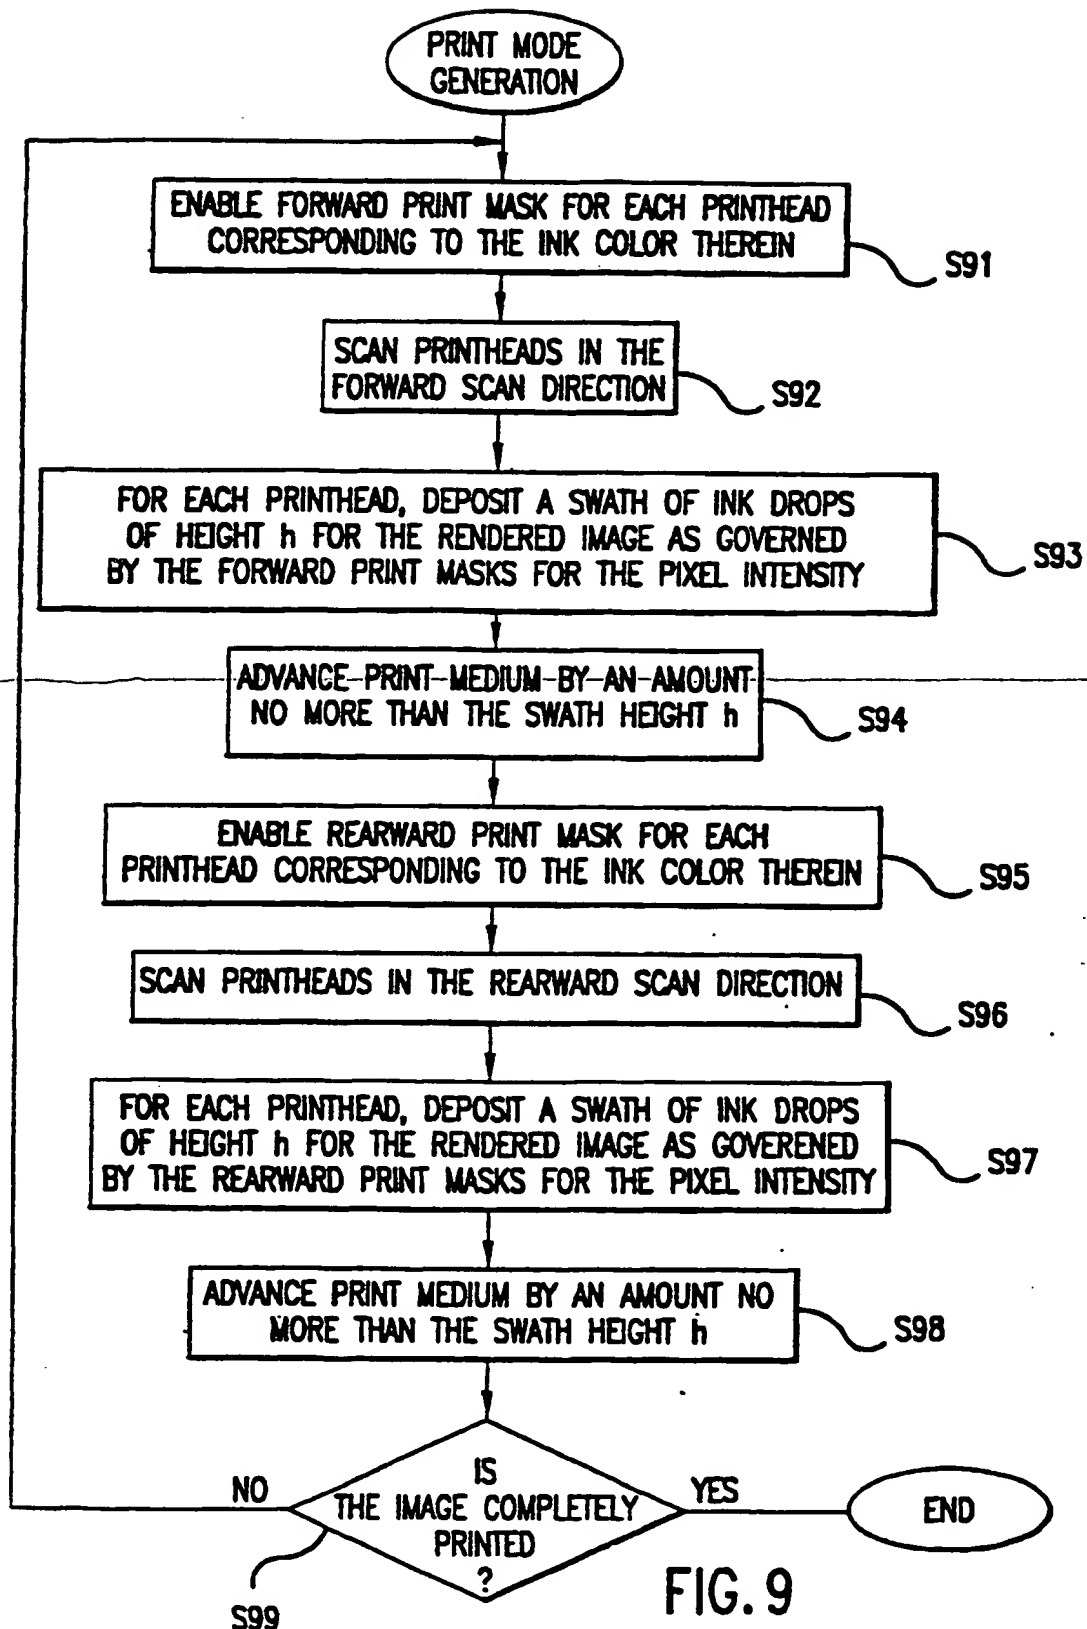 PRINT MODE
GENERATION
ENABLE FORWARD PRINT MASK FOR EACH PRINTHEAD
CORRESPONDING TO THE INK COLOR THEREIN
S91
SCAN PRINTHEADS IN THE
FORWARD SCAN DIRECTION
S92
FOR EACH PRINTHEAD, DEPOSIT A SWATH OF INK DROPS
OF HEIGHT h FOR THE RENDERED IMAGE AS GOVERNED
BY THE FORWARD PRINT MASKS FOR THE PIXEL INTENSITY
S93
ADVANCE PRINT MEDIUM BY AN AMOUNT
NO MORE THAN THE SWATH HEIGHT h
S94
ENABLE REARWARD PRINT MASK FOR EACH
PRINTHEAD CORRESPONDING TO THE INK COLOR THEREIN
S95
SCAN PRINTHEADS IN THE REARWARD SCAN DIRECTION
S96
FOR EACH PRINTHEAD, DEPOSIT A SWATH OF INK DROPS
OF HEIGHT h FOR THE RENDERED IMAGE AS GOVERENED
BY THE REARWARD PRINT MASKS FOR THE PIXEL INTENSITY
S97
ADVANCE PRINT MEDIUM BY AN AMOUNT NO
MORE THAN THE SWATH HEIGHT h
S98
IS
THE IMAGE COMPLETELY
PRINTED
?
NO
YES
END
S99
FIG. 9